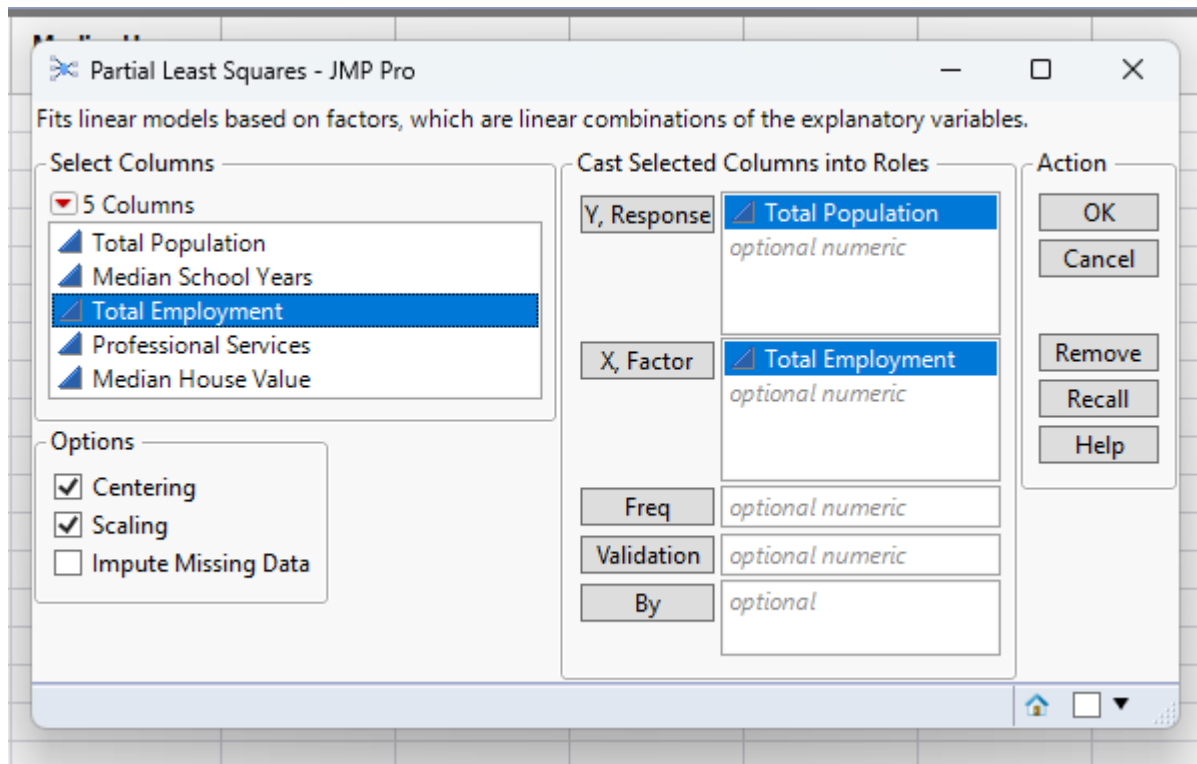 Partial Least Squares - JMP Pro
Fits linear models based on factors, which are linear combinations of the explanatory variables.
Select Columns
5 Columns
Total Population
Median School Years
Total Employment
Professional Services
Median House Value
Options
Centering
Scaling
Impute Missing Data
Cast Selected Columns into Roles
Y, Response
Total Population
optional numeric
X, Factor
Total Employment
optional numeric
Freq
optional numeric
Validation
optional numeric
By
optional
Action
OK
Cancel
Remove
Recall
Help